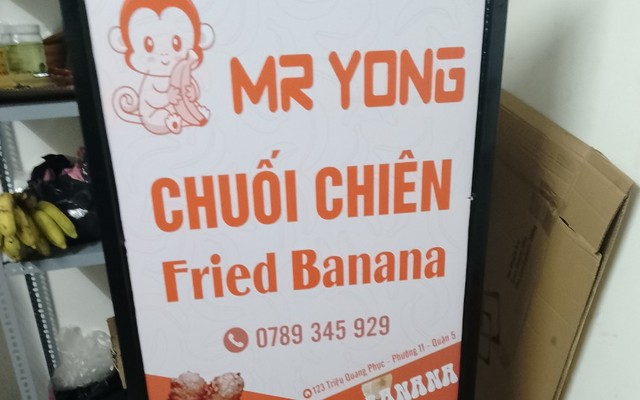 MR YONG
CHUỐI CHIÊN
Fried Banana
0789 345 929
123 Triệu Quang Phục - Phường 11 - Quận 5
BANANA